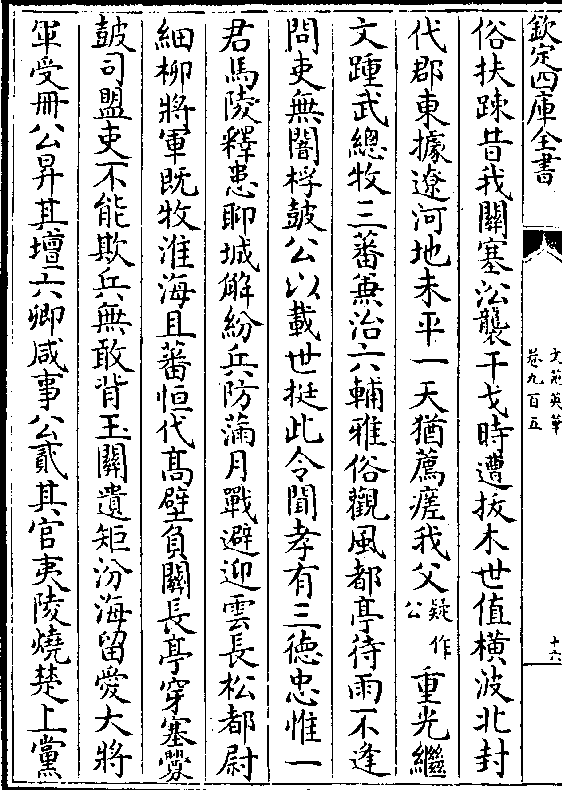 欽定四庫全書
文苑英華
卷九百五
十六
俗扶疎昔我關塞㳂襲干戈時遭拔木世值橫波北封
代郡東據遼河地未平一天猶薦瘥我父疑作公重光繼
文踵武總牧三蕃兼治六輔雅俗觀風都亭待雨不逢
問吏無闇桴鼓公以載世挺此令聞孝有三徳忠惟一
君馬陵釋患聊城解紛兵防滿月戰避迎雲長松都尉
細柳將軍既牧淮海且蕃恒代髙壁負關長亭穿塞釁
鼔司盟吏不能欺兵無敢背玉關遺矩汾海留愛大將
軍受冊公昇其壇六卿咸事公貳其官夷陵燒楚上黨